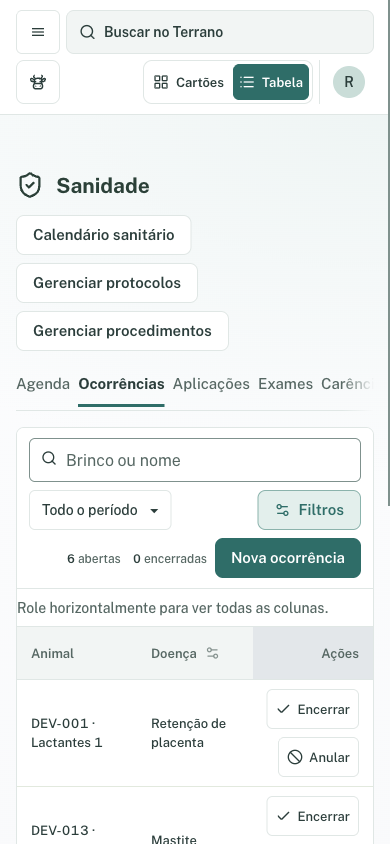 Buscar no Terrano
Cartões
Tabela
R
Sanidade
Calendário sanitário
Gerenciar protocolos
Gerenciar procedimentos
Agenda Ocorrências Aplicações Exames Carênc
Brinco ou nome
Todo o período
Filtros
6 abertas 0 encerradas
Nova ocorrência
Role horizontalmente para ver todas as colunas.
Animal Doença Ações
DEV-001 ·
Lactantes 1
Retenção de
placenta
Encerrar
Anular
DEV-013 ·
Mastite
Encerrar